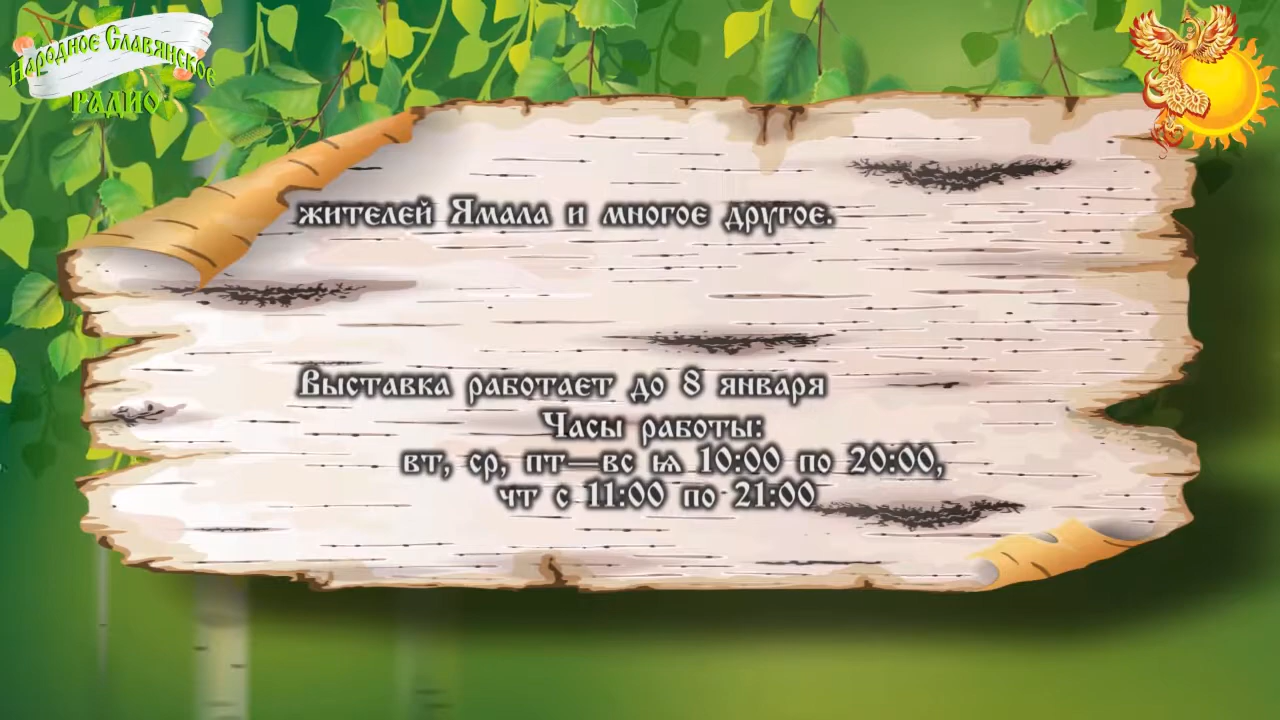 Народное Славянское
РАДИО
жителей Ямала и многое другое.
Выставка работает до 8 января
Часы работы:
вт, ср, пт—вс ѩ 10:00 по 20:00,
чт с 11:00 по 21:00